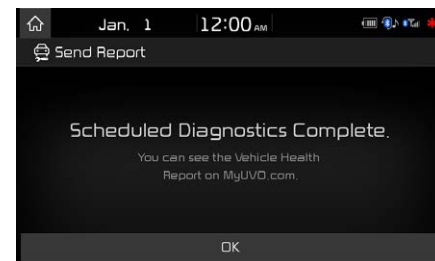 Jan. 1 12:00 AM
Send Report
Scheduled Diagnostics Complete.
You can see the Vehicle Health
Report on MyUVO.com.
OK